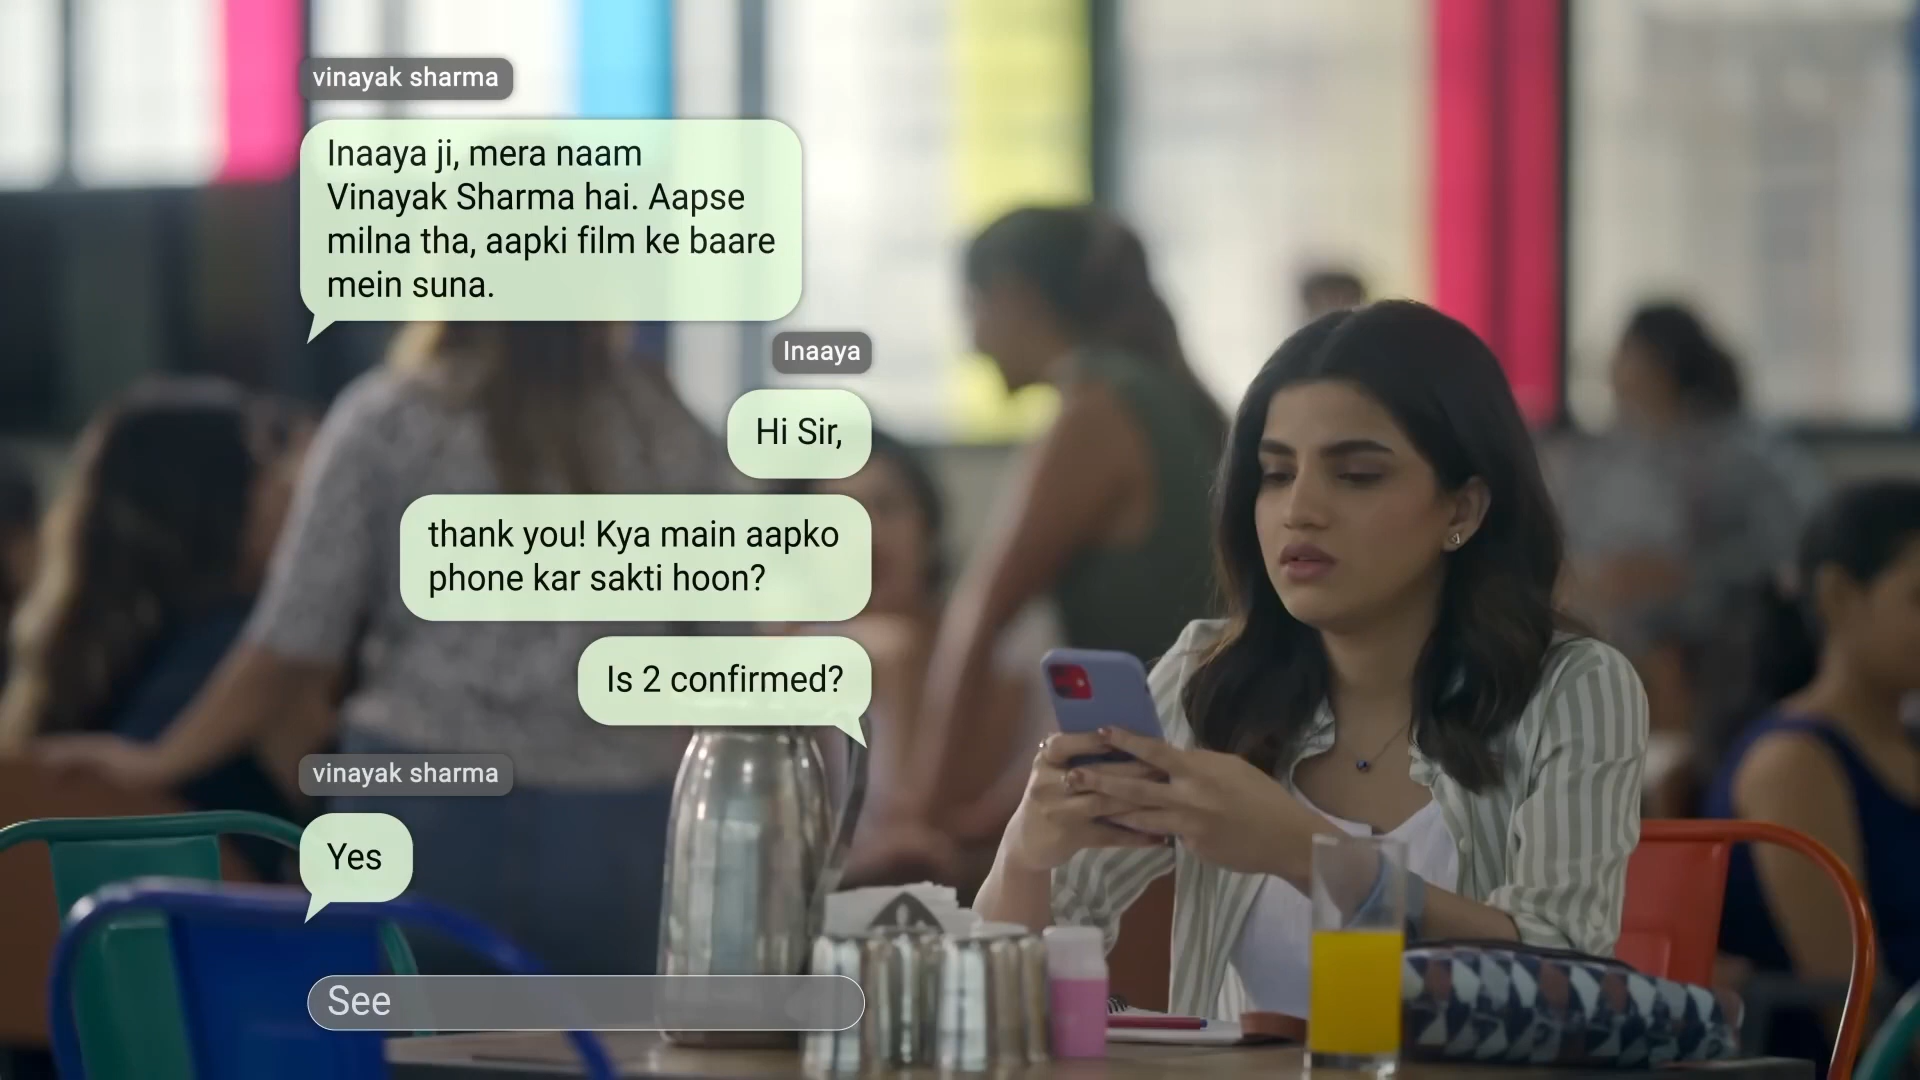 vinayak sharma
Inaaya ji, mera naam
Vinayak Sharma hai. Aapse
milna tha, aapki film ke baare
mein suna.
Inaaya
Hi Sir,
thank you! Kya main aapko
phone kar sakti hoon?
Is 2 confirmed?
vinayak sharma
Yes
See